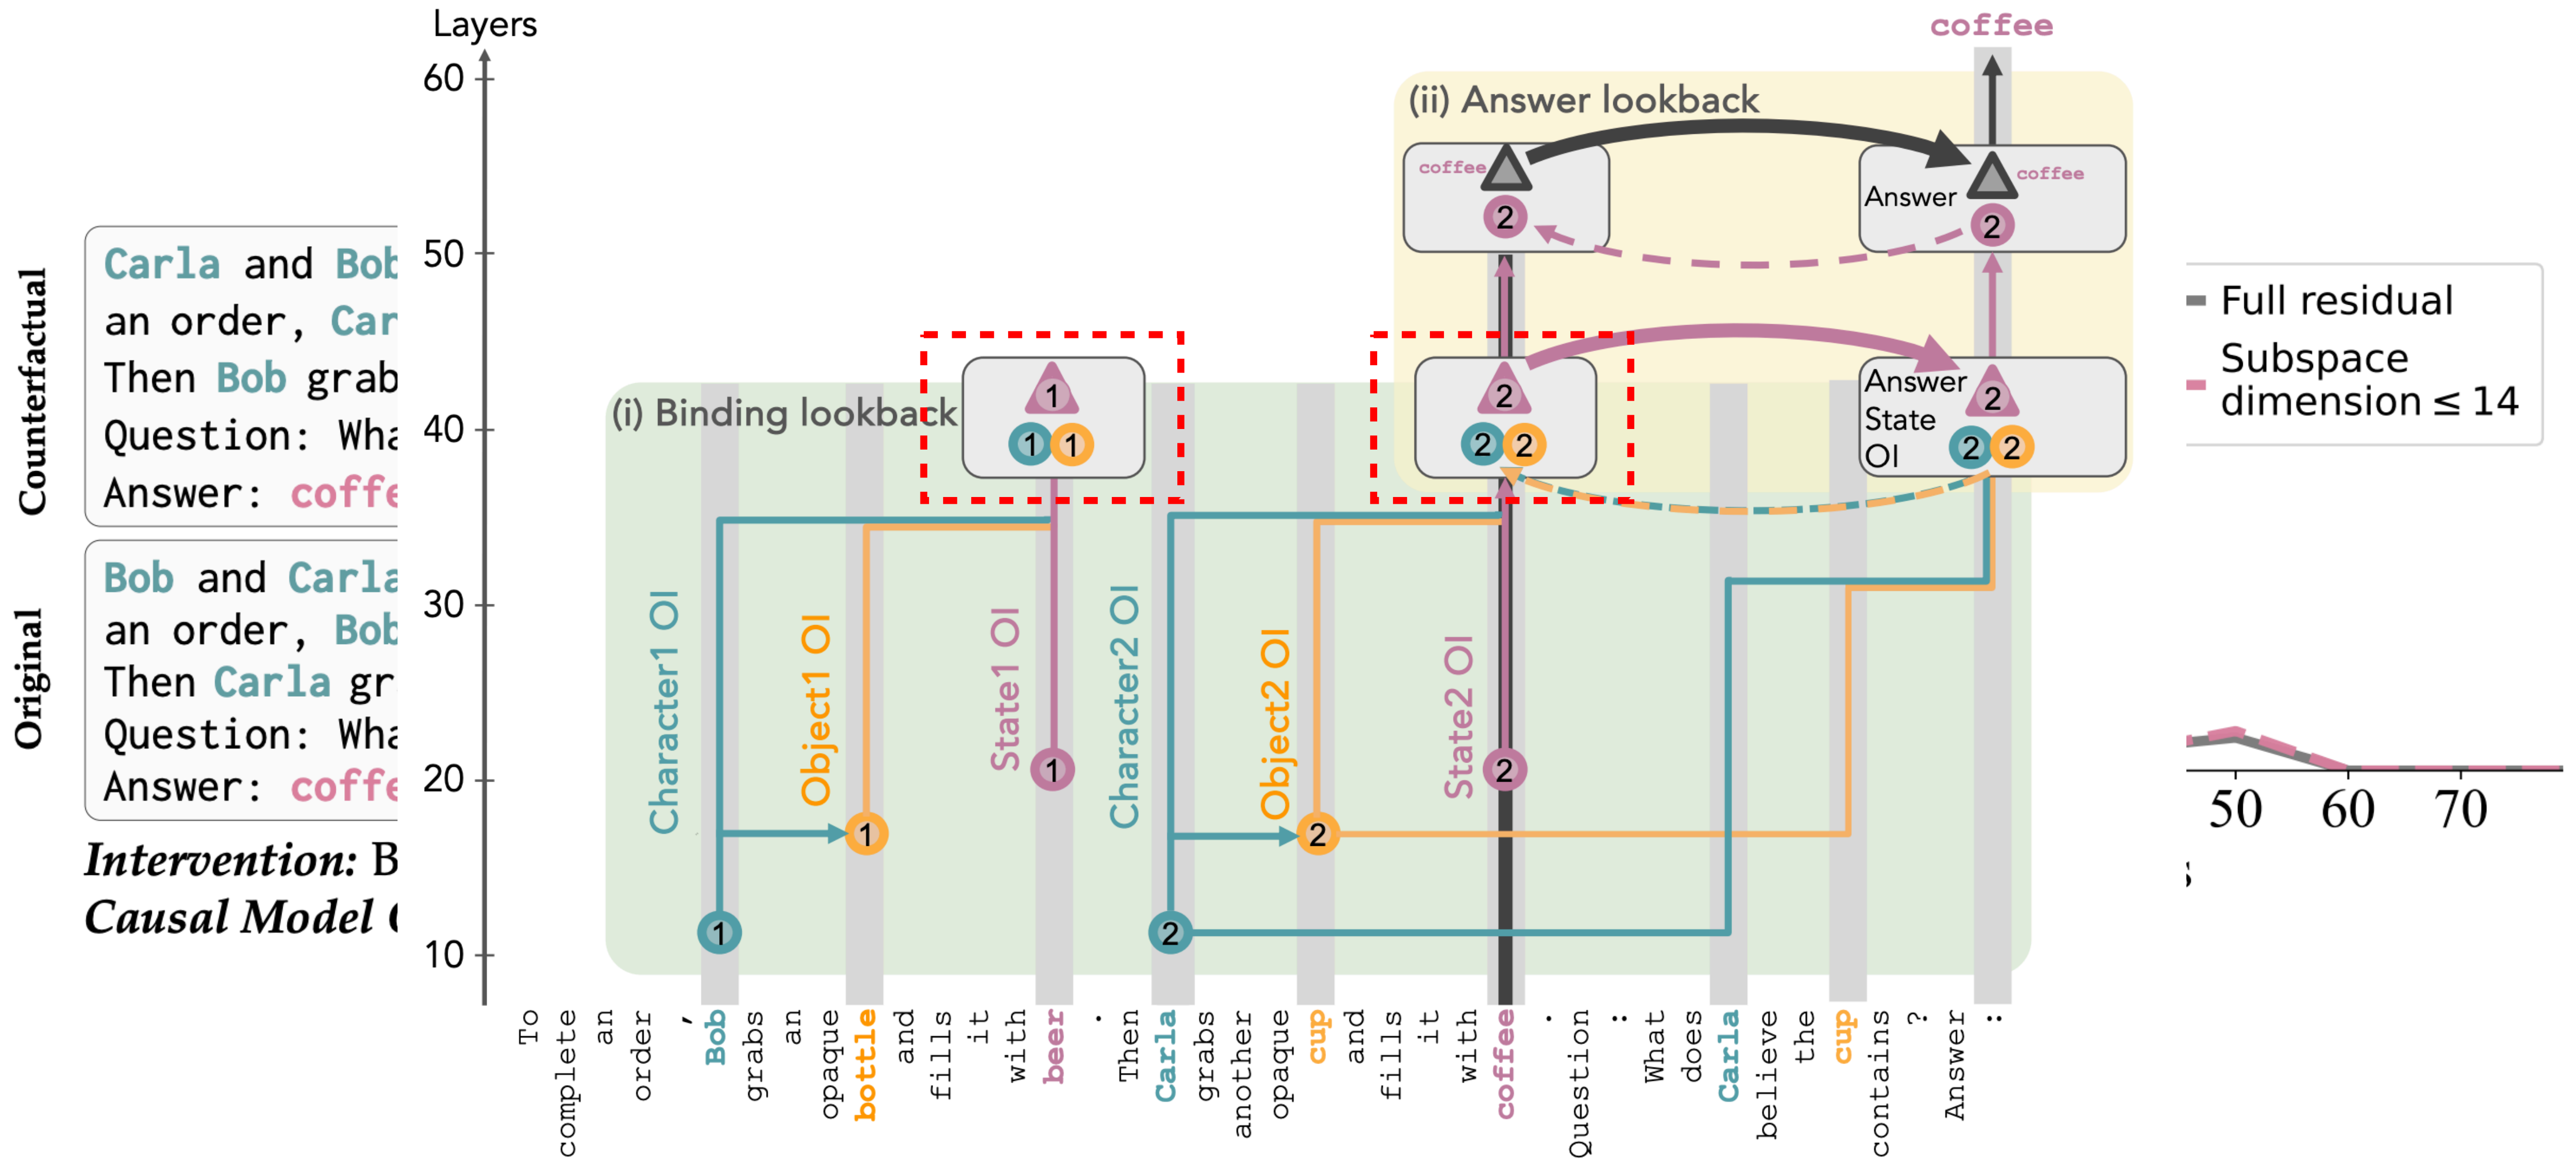 Layers
60
50
40
30
20
10
coffee
(ii) Answer lookback
coffee
2
Answer
coffee
2
(i) Binding lookback
1
1 1
2
2 2
Answer
State
OI
2
2 2
Character1 OI
Object1 OI
State1 OI
Character2 OI
Object2 OI
State2 OI
1
2
1
2
1
2
To complete an order , Bob grabs an opaque bottle and fills it with beer . Then Carla grabs another opaque cup and fills it with coffee . Question : What does Carla believe the cup contains ? Answer :
Counterfactual
Carla and Bob
an order, Car
Then Bob grab
Question: Wha
Answer: coffe
Original
Bob and Carla
an order, Bob
Then Carla gr
Question: Wha
Answer: coffe
Intervention: B
Causal Model
Full residual
Subspace
dimension ≤ 14
50 60 70
s